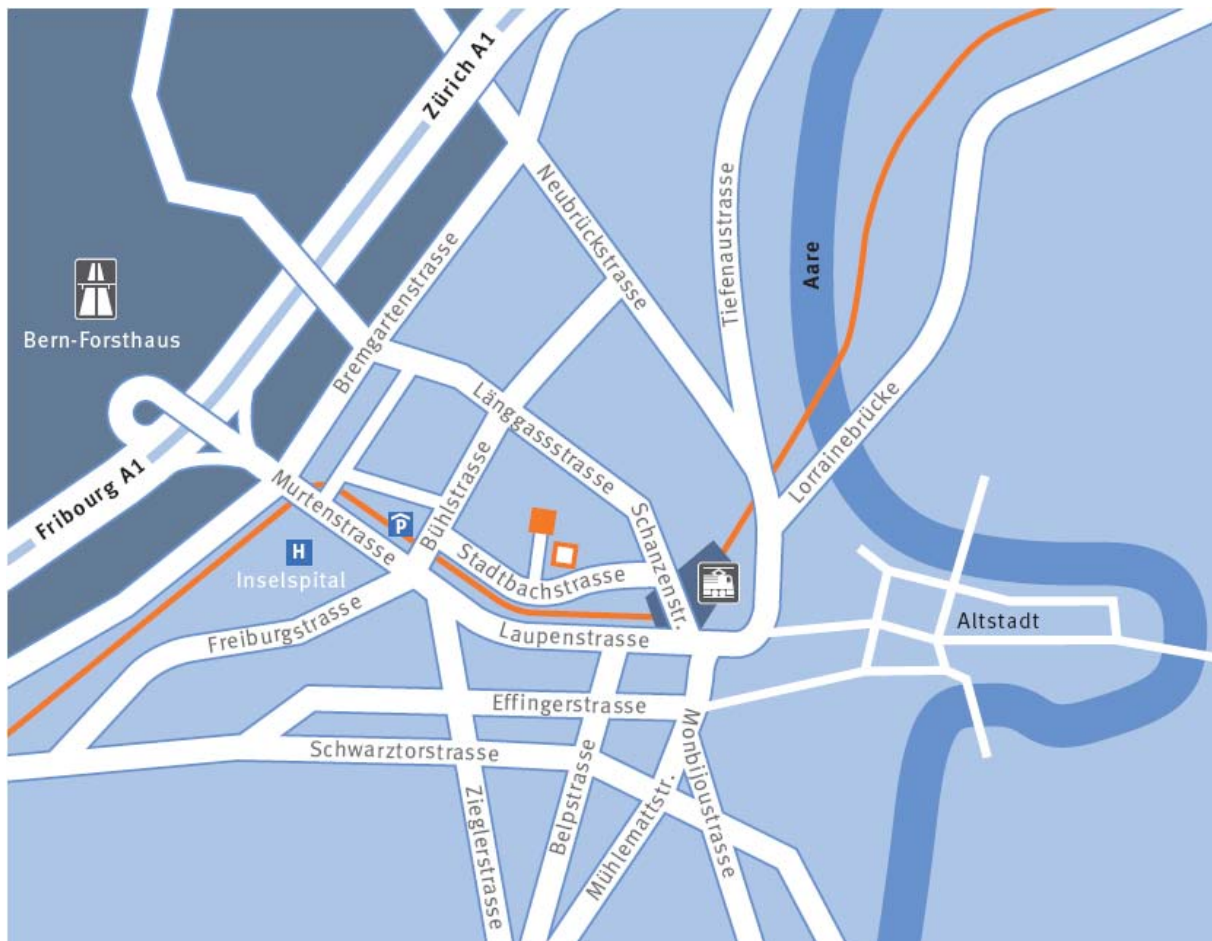 Zürich A1
Neubrückstrasse
Tiefenaustrasse
Aare
Bremgartenstrasse
Bern-Forsthaus
Länggassstrasse
Lorrainebrücke
Fribourg A1
Murtenstrasse
Bühlstrasse
P
Schanzenstr.
H
Inselspital
Stadtbachstrasse
Freiburgstrasse
Laupenstrasse
Altstadt
Effingerstrasse
Schwarztorstrasse
Monbijoustrasse
Zieglerstrasse
Belpstrasse
Mühlemattstr.